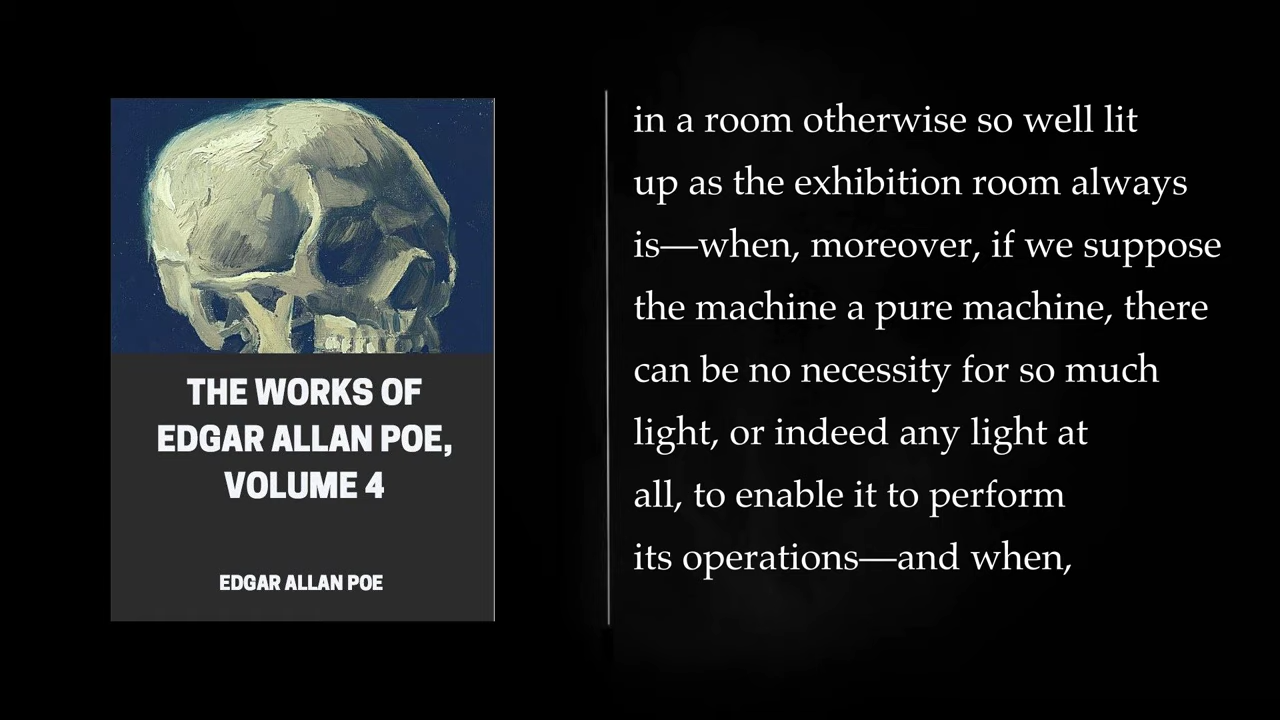 THE WORKS OF
EDGAR ALLAN POE,
VOLUME 4
EDGAR ALLAN POE
in a room otherwise so well lit
up as the exhibition room always
is—when, moreover, if we suppose
the machine a pure machine, there
can be no necessity for so much
light, or indeed any light at
all, to enable it to perform
its operations—and when,